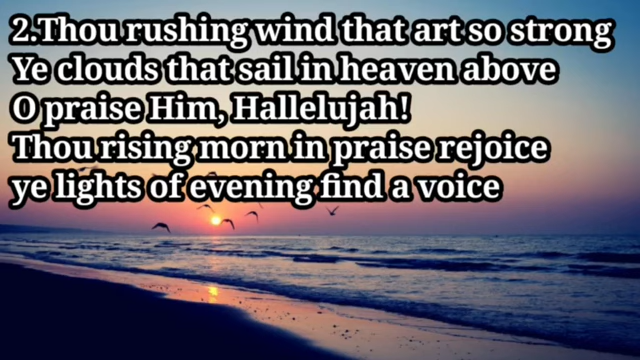 2.Thou rushing wind that art so strong
Ye clouds that sail in heaven above
O praise Him, Hallelujah!
Thou rising morn in praise rejoice
ye lights of evening find a voice